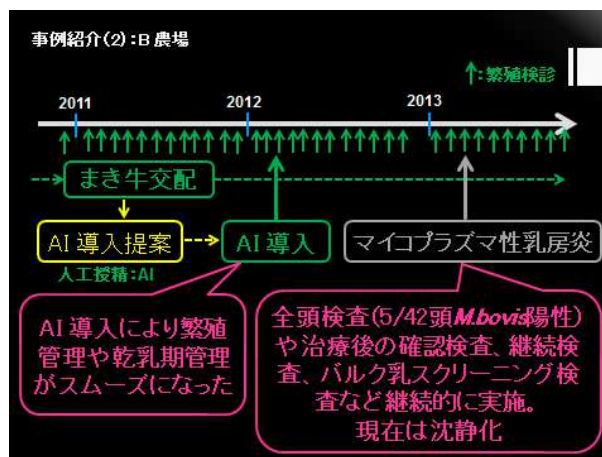 事例紹介(2):B農場
↑:繁殖検診
2011 2012 2013
まき牛交配
AI導入提案
AI導入
マイコプラズマ性乳房炎
人工授精:AI
AI導入により繁殖
管理や乾乳期管理
がスムーズになった
全頭検査(5/42頭M.bovis陽性)
や治療後の確認検査、継続検
査、バルク乳スクリーニング検
査など継続的に実施。
現在は沈静化